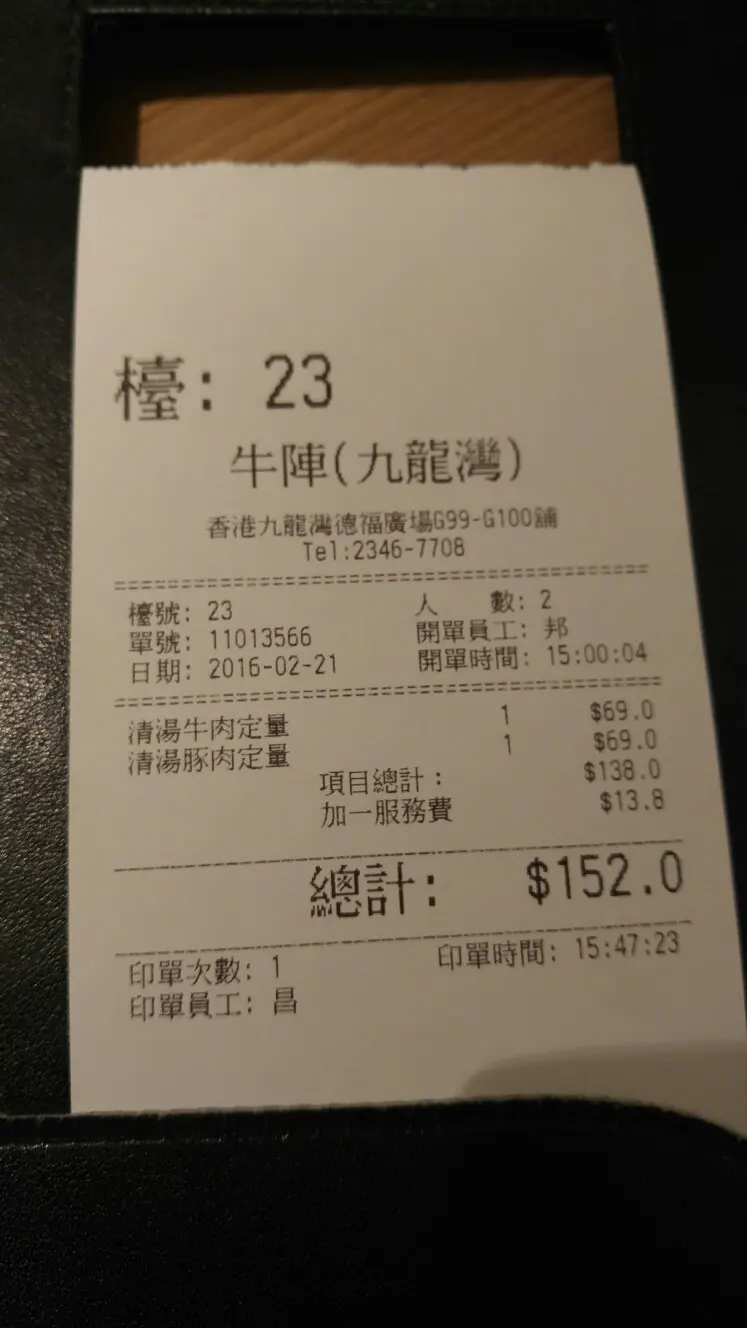 檯: 23
牛陣(九龍灣)
香港九龍灣德福廣場G99-G100舖
Tel:2346-7708
檯號: 23 人 數: 2
單號: 11013566 開單員工: 邦
日期: 2016-02-21 開單時間: 15:00:04
清湯牛肉定量 1 $69.0
清湯豚肉定量 1 $69.0
項目總計: $138.0
加一服務費 $13.8
總計: $152.0
印單次數: 1 印單時間: 15:47:23
印單員工: 昌